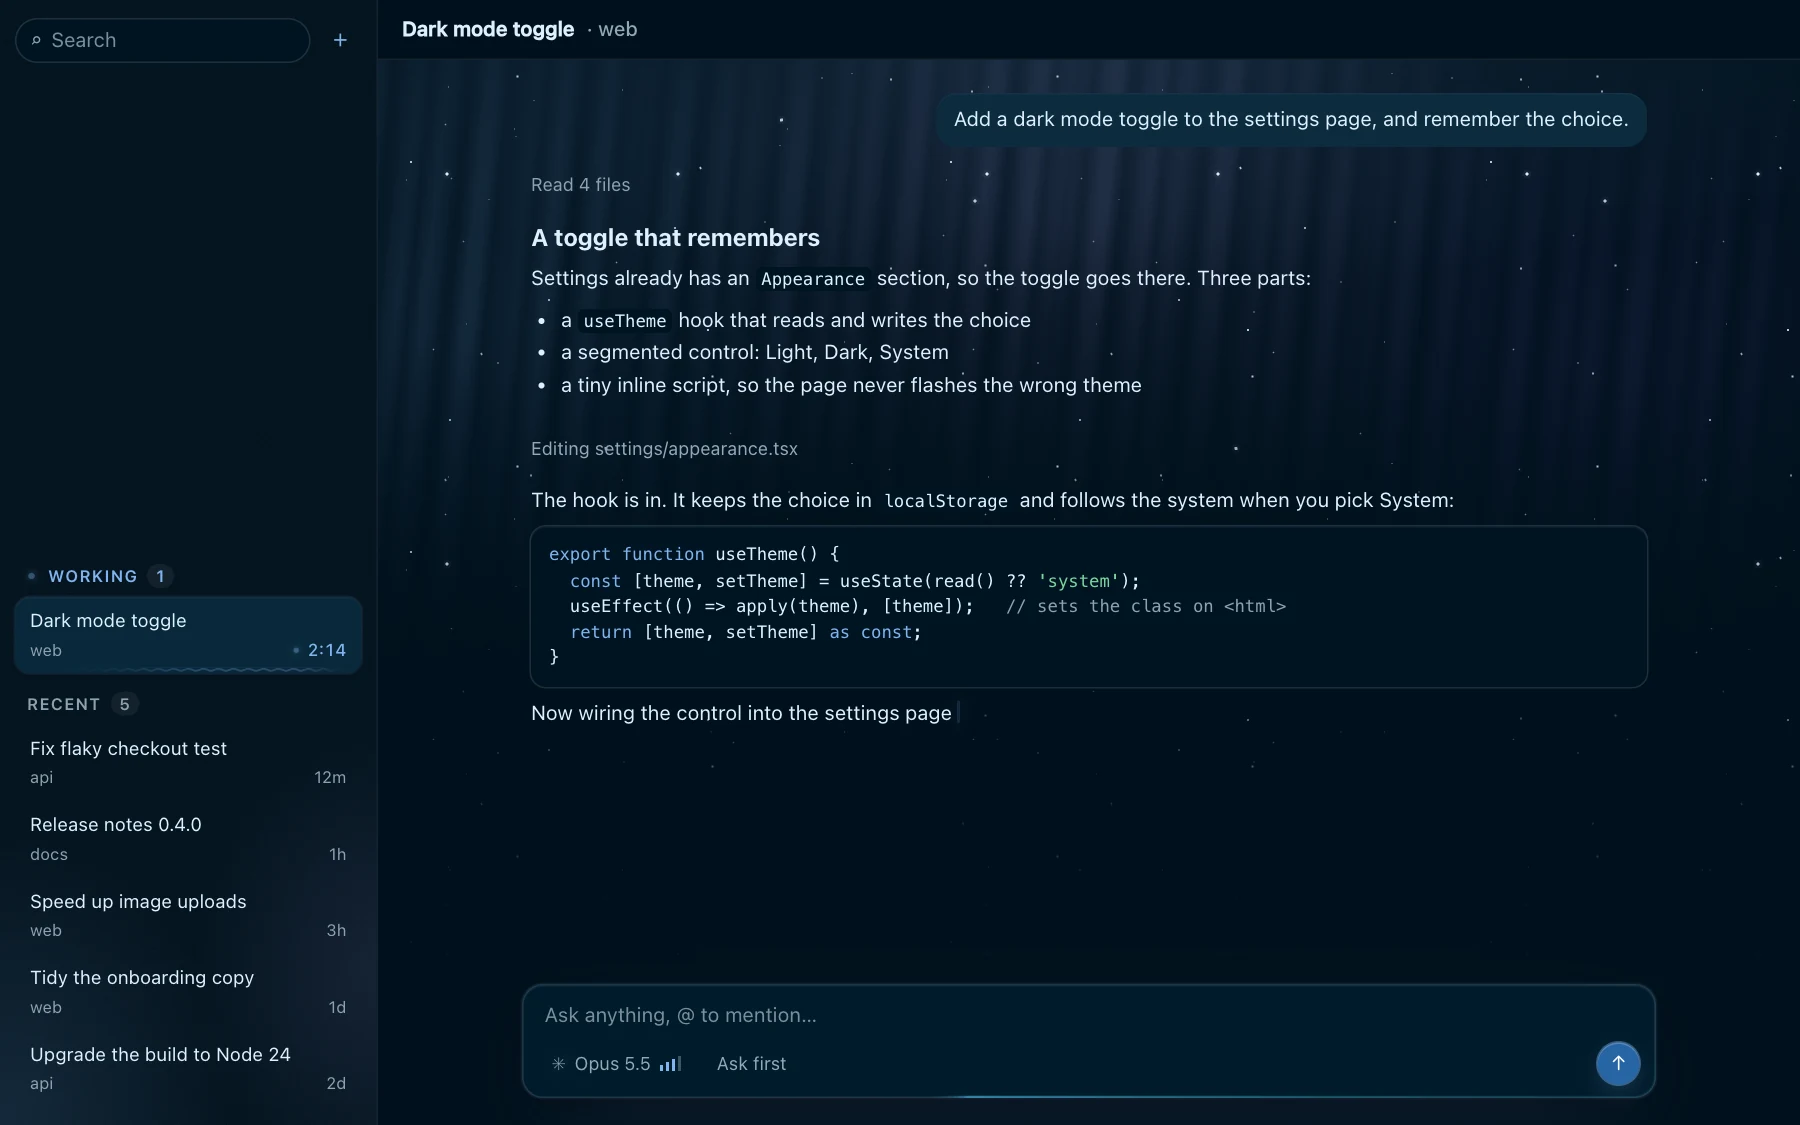 Search
+
Dark mode toggle · web
Add a dark mode toggle to the settings page, and remember the choice.
Read 4 files
A toggle that remembers
Settings already has an Appearance section, so the toggle goes there. Three parts:
• a useTheme hook that reads and writes the choice
• a segmented control: Light, Dark, System
• a tiny inline script, so the page never flashes the wrong theme
Editing settings/appearance.tsx
The hook is in. It keeps the choice in localStorage and follows the system when you pick System:
export function useTheme() {
  const [theme, setTheme] = useState(read() ?? 'system');
  useEffect(() => apply(theme), [theme]);   // sets the class on <html>
  return [theme, setTheme] as const;
}
Now wiring the control into the settings page
WORKING 1
Dark mode toggle
web 2:14
RECENT 5
Fix flaky checkout test
api 12m
Release notes 0.4.0
docs 1h
Speed up image uploads
web 3h
Tidy the onboarding copy
web 1d
Upgrade the build to Node 24
api 2d
Ask anything, @ to mention...
Opus 5.5 Ask first